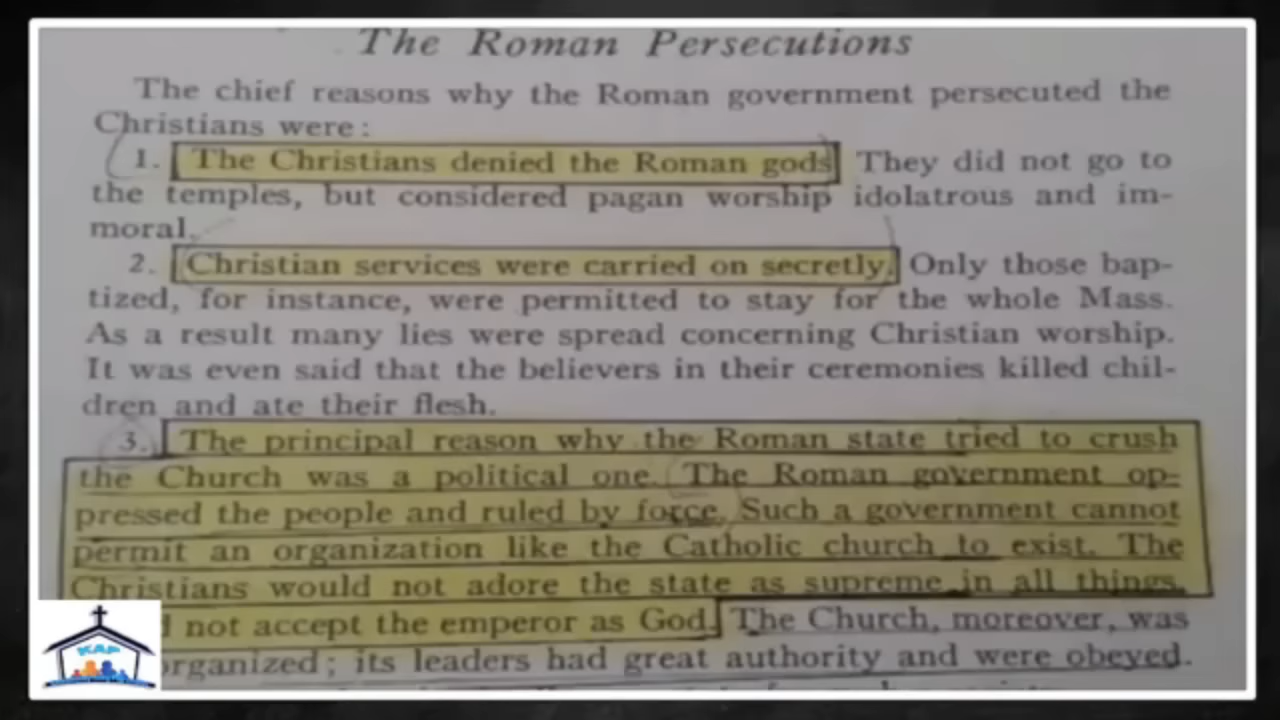 The Roman Persecutions
The chief reasons why the Roman government persecuted the
Christians were:
1. The Christians denied the Roman gods. They did not go to
the temples, but considered pagan worship idolatrous and im-
moral.
2. Christian services were carried on secretly. Only those bap-
tized, for instance, were permitted to stay for the whole Mass.
As a result many lies were spread concerning Christian worship.
It was even said that the believers in their ceremonies killed chil-
dren and ate their flesh.
3. The principal reason why the Roman state tried to crush
the Church was a political one. The Roman government op-
pressed the people and ruled by force. Such a government cannot
permit an organization like the Catholic church to exist. The
Christians would not adore the state as supreme in all things,
not accept the emperor as God. The Church, moreover, was
organized; its leaders had great authority and were obeyed.
KAP